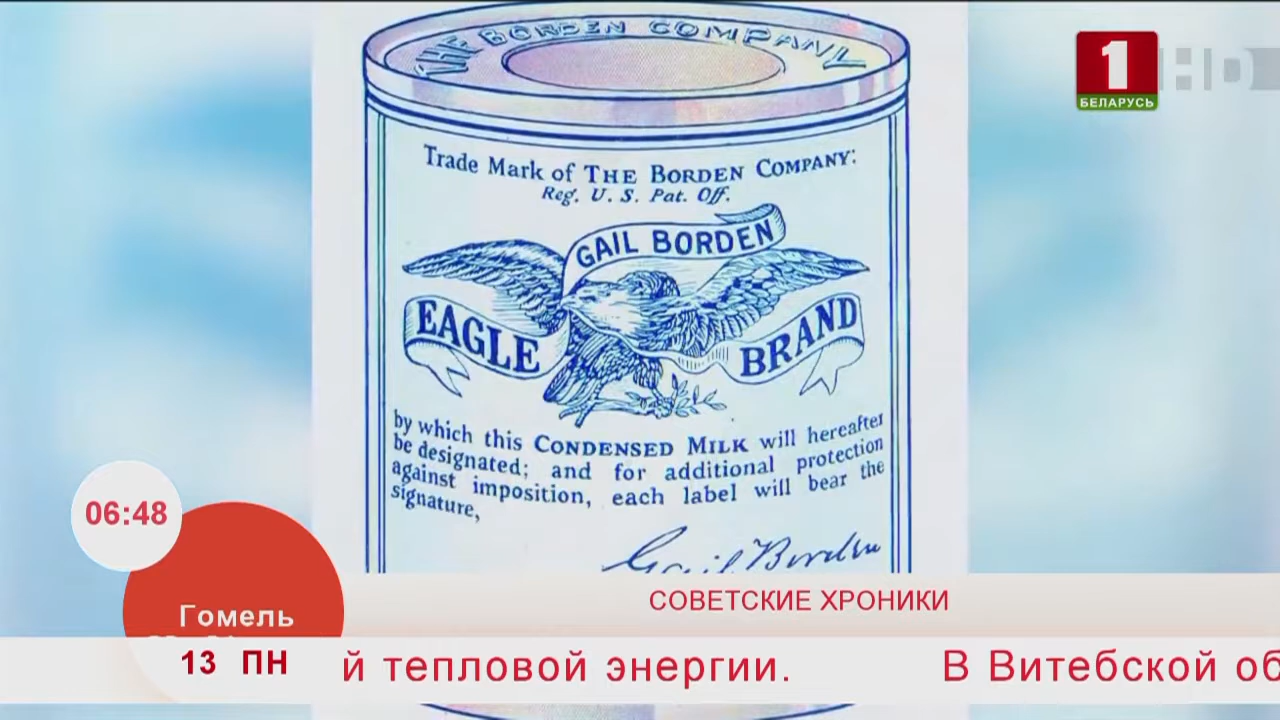 THE BORDEN COMPANY
1 HD
БЕЛАРУСЬ
Trade Mark of THE BORDEN COMPANY:
Reg. U. S. Pat. Off.
GAIL BORDEN
EAGLE BRAND
by which this CONDENSED MILK will hereafter
be designated; and for additional protection
against imposition, each label will bear the
signature,
Gail Borden
06:48
СОВЕТСКИЕ ХРОНИКИ
Гомель
13 ПН
й тепловой энергии. В Витебской об